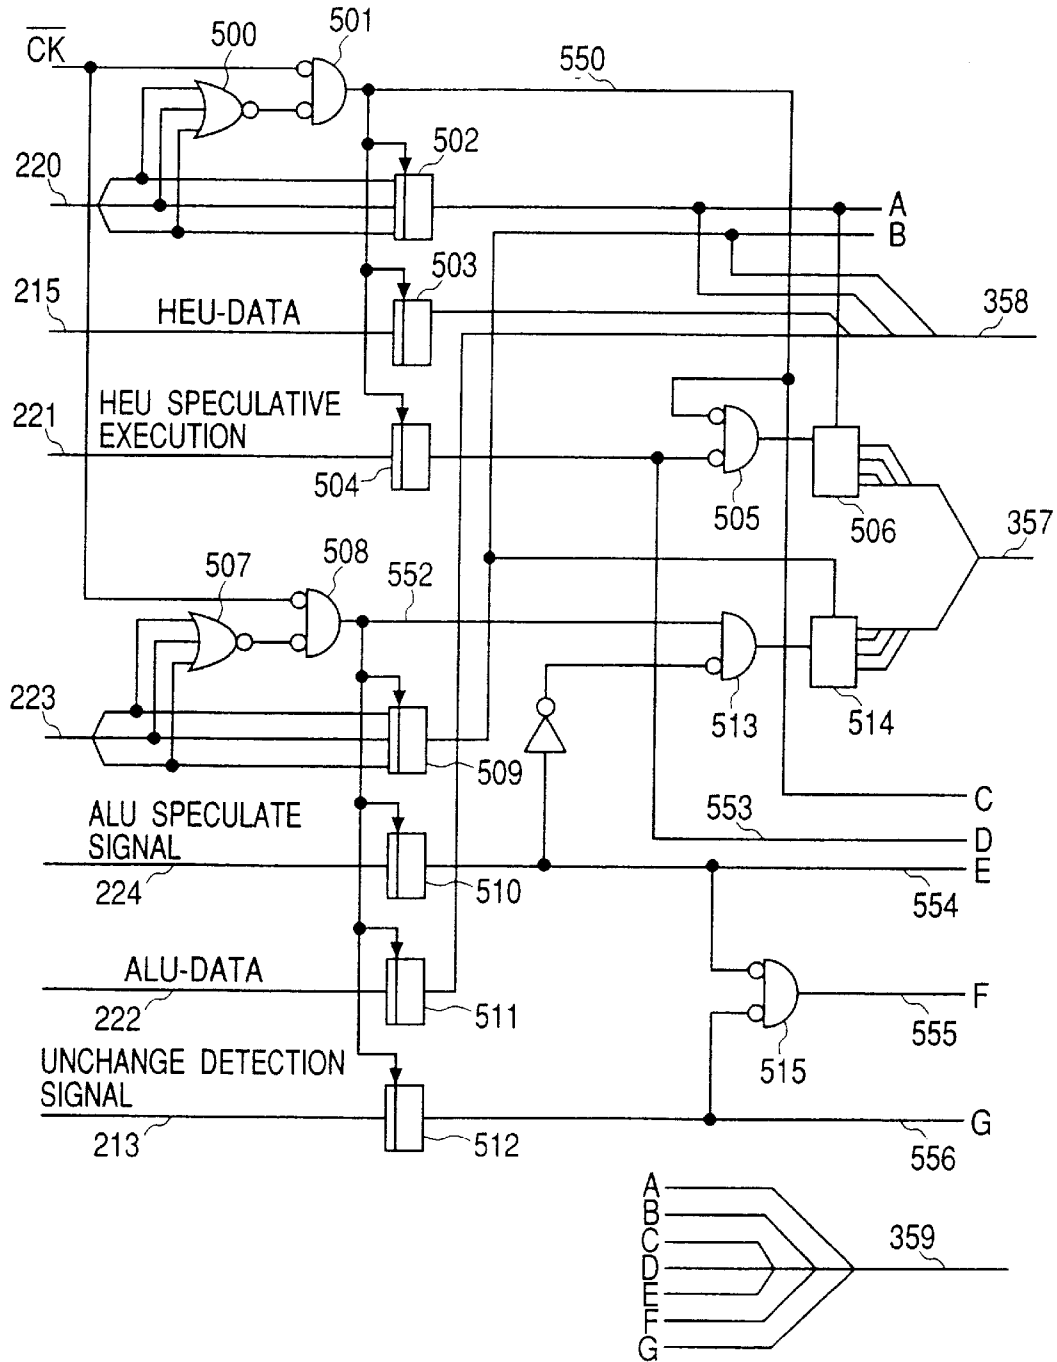 CK
500
501
550
502
220
A
B
503
215
HEU-DATA
358
HEU SPECULATIVE
EXECUTION
221
504
505
506
357
507
508
552
513
514
223
509
C
ALU SPECULATE
SIGNAL
553
D
E
224
510
554
ALU-DATA
F
222
511
555
515
UNCHANGE DETECTION
SIGNAL
G
213
512
556
A
B
C
D
E
F
G
359